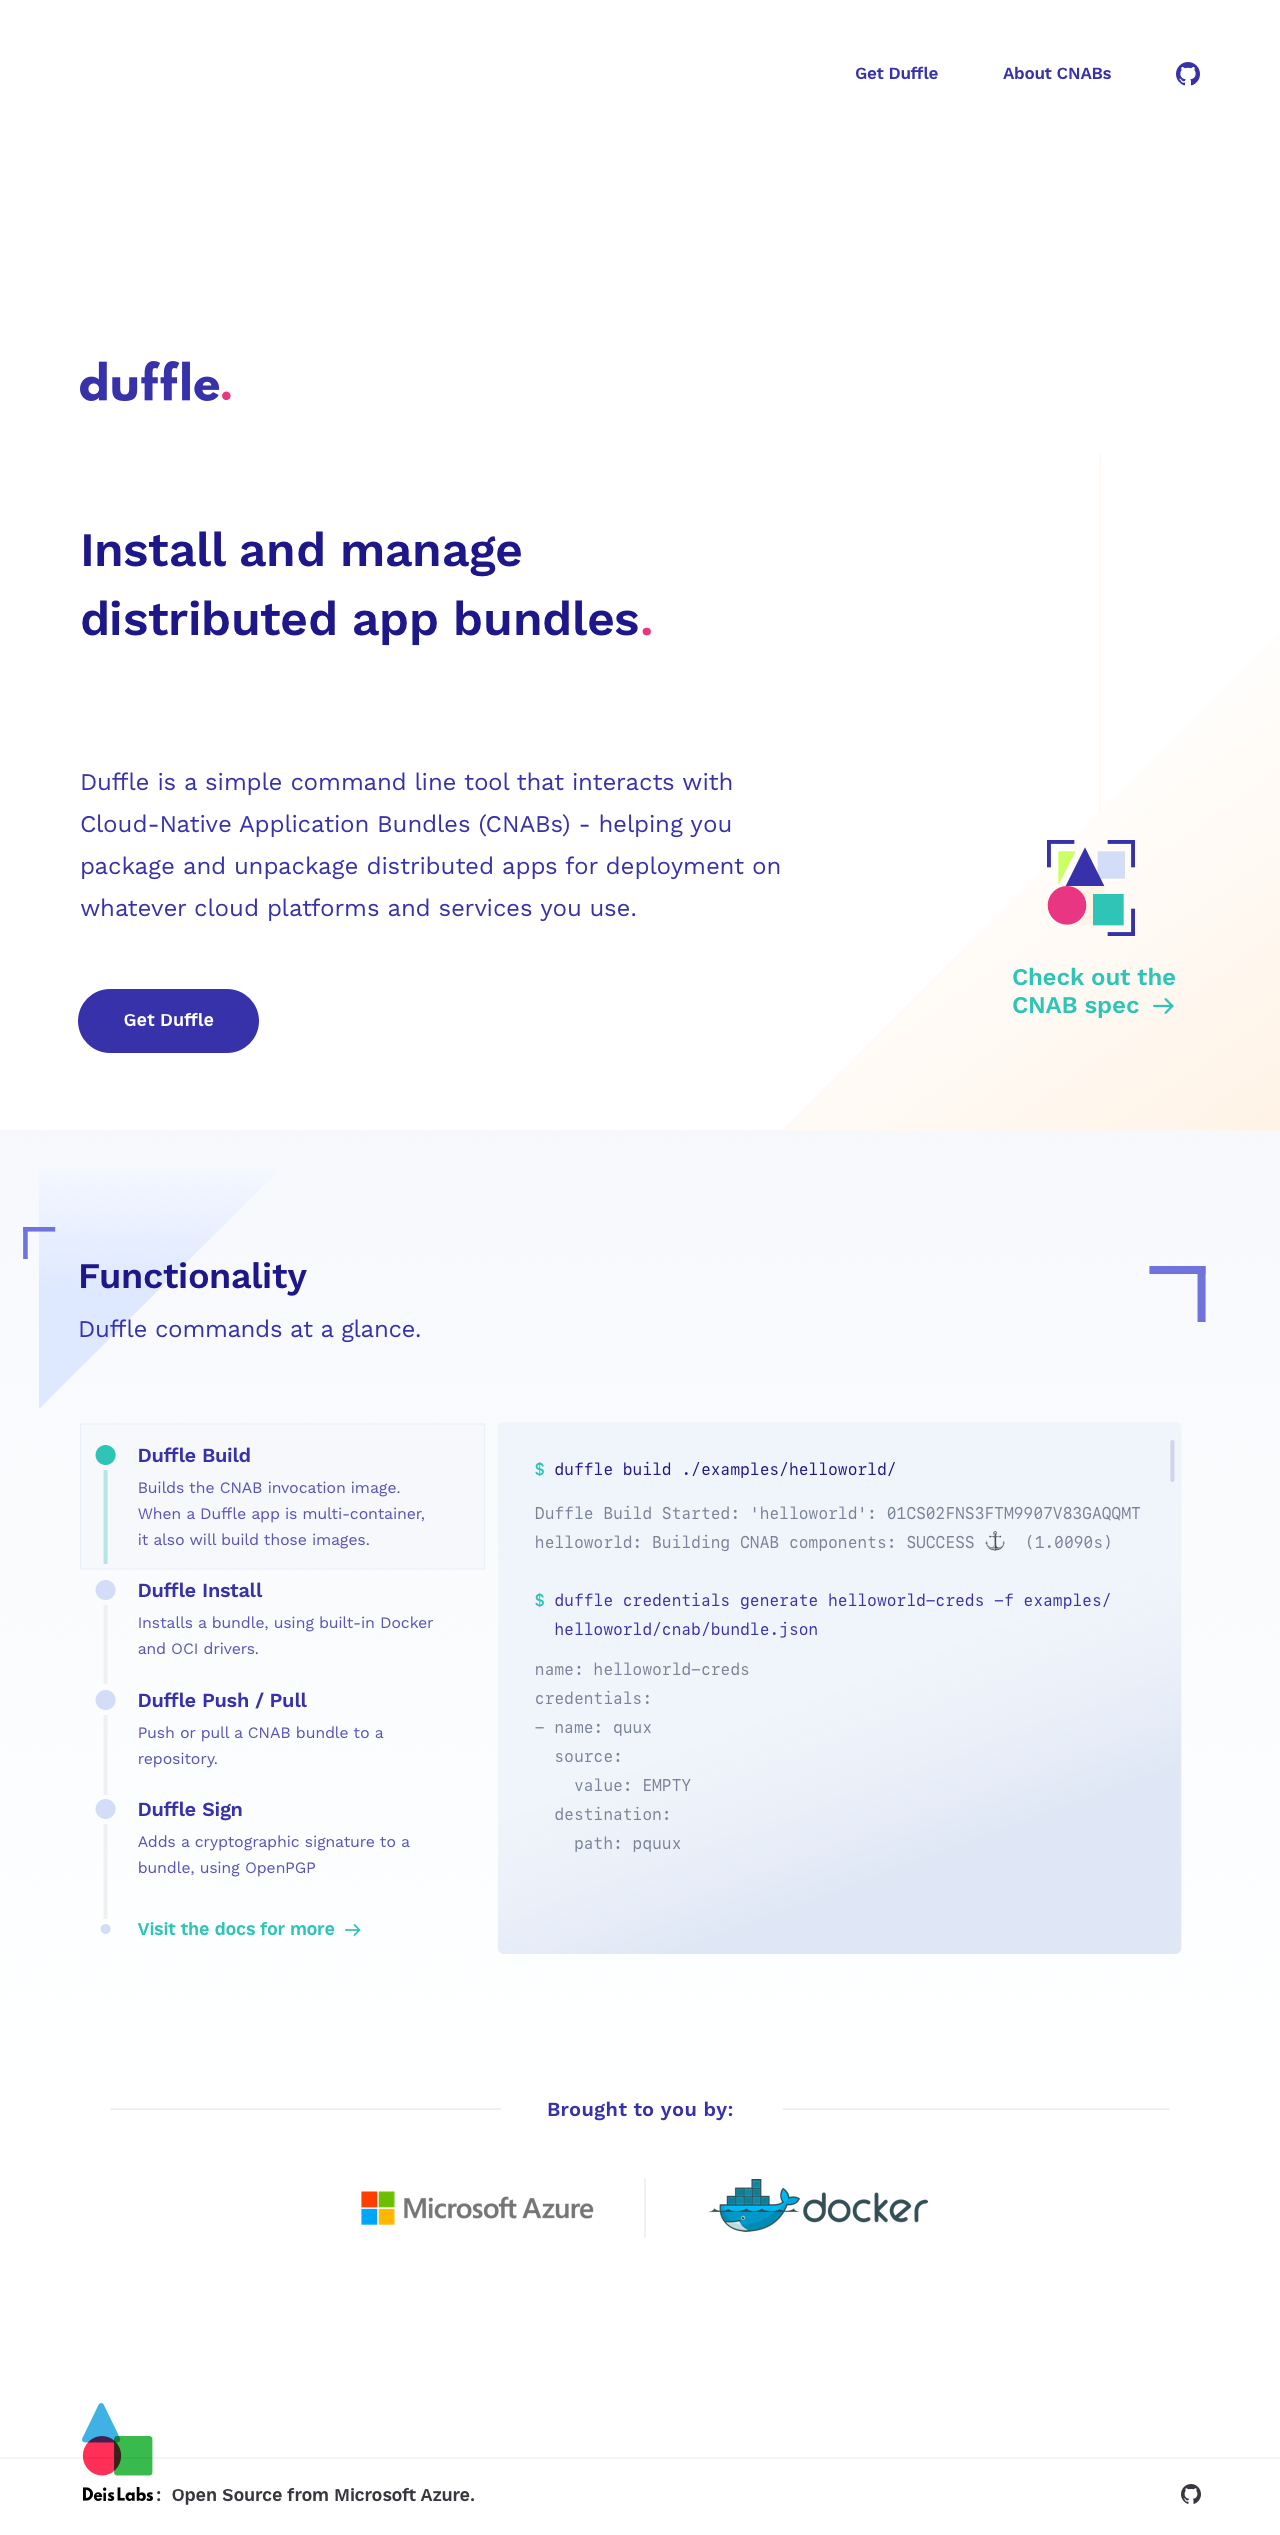 Get Duffle
About CNABs
duffle.
Install and manage
distributed app bundles.
Duffle is a simple command line tool that interacts with
Cloud-Native Application Bundles (CNABs) - helping you
package and unpackage distributed apps for deployment on
whatever cloud platforms and services you use.
Get Duffle
Check out the
CNAB spec →
Functionality
Duffle commands at a glance.
Duffle Build
Builds the CNAB invocation image.
When a Duffle app is multi-container,
it also will build those images.
Duffle Install
Installs a bundle, using built-in Docker
and OCI drivers.
Duffle Push / Pull
Push or pull a CNAB bundle to a
repository.
Duffle Sign
Adds a cryptographic signature to a
bundle, using OpenPGP
Visit the docs for more →
$ duffle build ./examples/helloworld/
Duffle Build Started: 'helloworld': 01CS02FNS3FTM9907V83GAQQMT
helloworld: Building CNAB components: SUCCESS ⚓ (1.0090s)
$ duffle credentials generate helloworld-creds -f examples/
helloworld/cnab/bundle.json
name: helloworld-creds
credentials:
- name: quux
source:
value: EMPTY
destination:
path: pquux
Brought to you by:
Microsoft Azure
docker
DeisLabs: Open Source from Microsoft Azure.